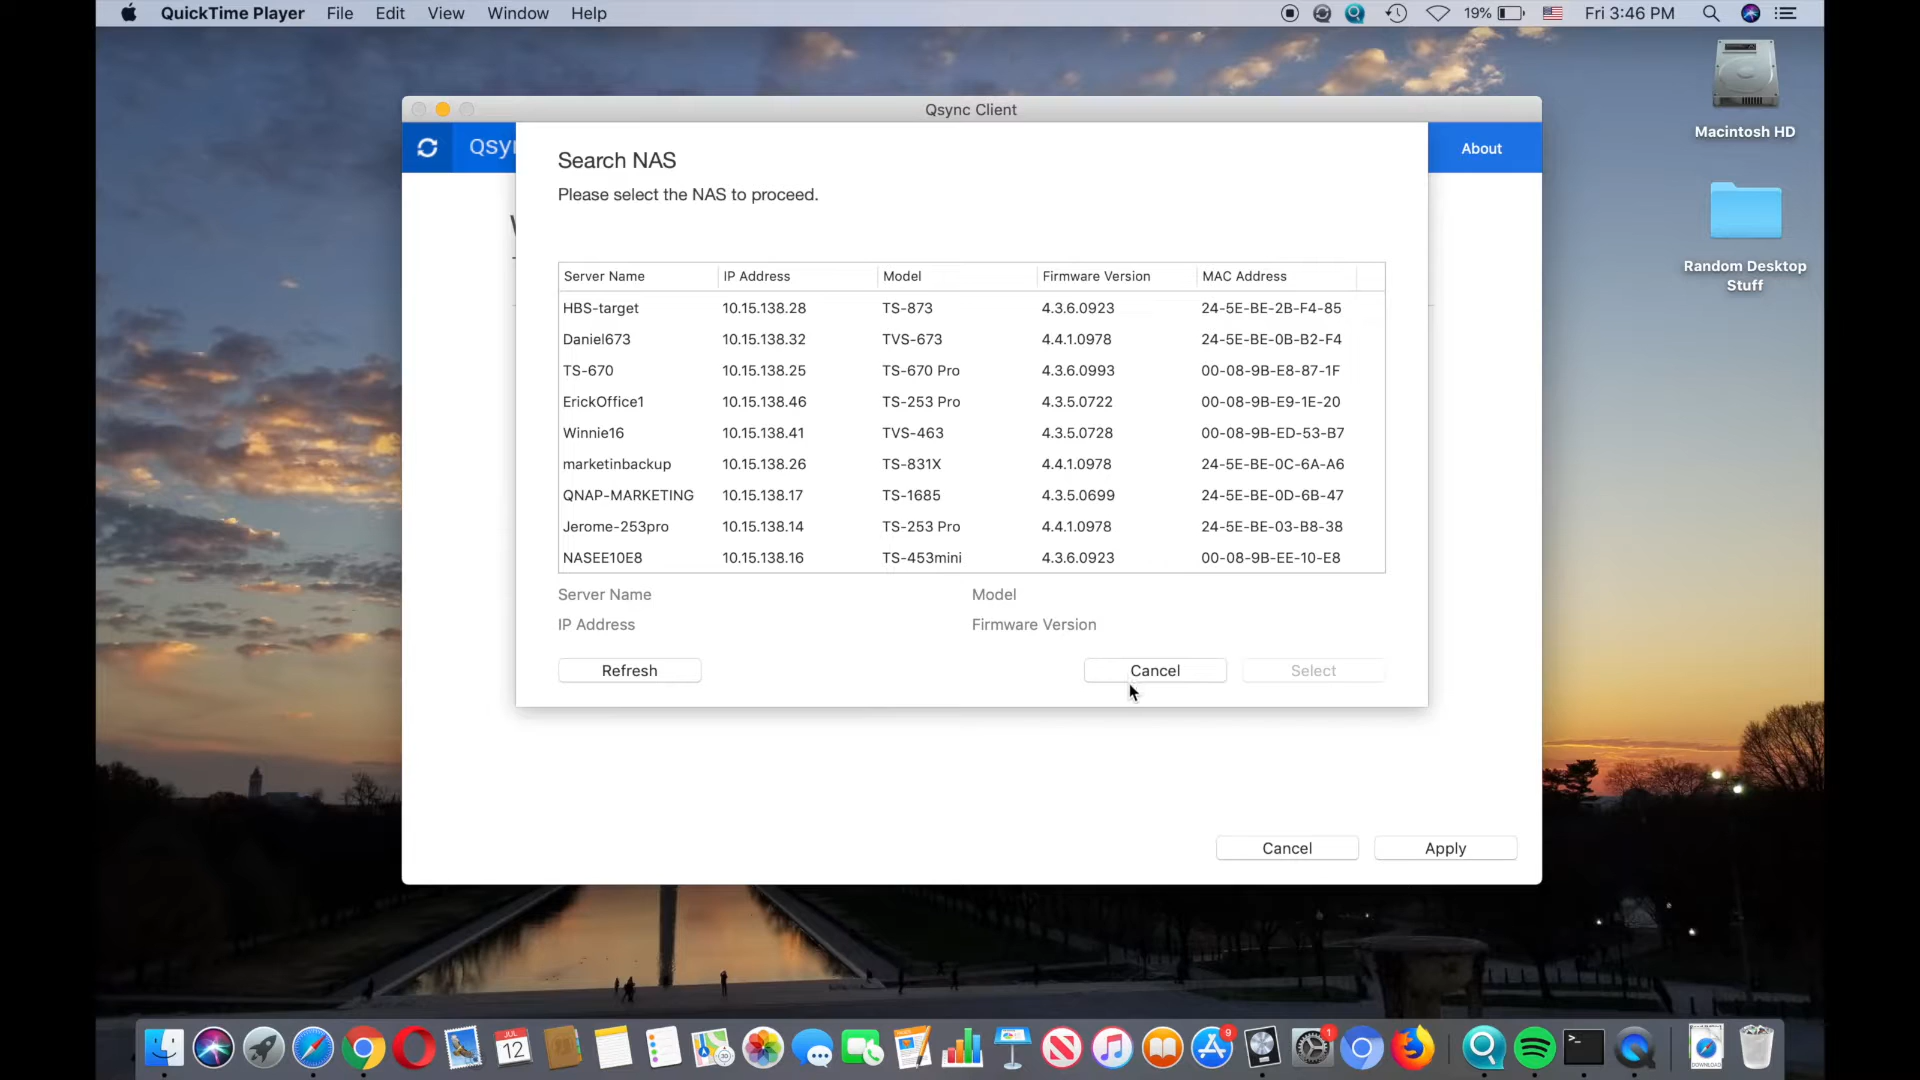 QuickTime Player File Edit View Window Help 19% Fri 3:46 PM
Macintosh HD
Random Desktop
Stuff
Qsync Client
About
Search NAS
Please select the NAS to proceed.
Server Name IP Address Model Firmware Version MAC Address
HBS-target 10.15.138.28 TS-873 4.3.6.0923 24-5E-BE-2B-F4-85
Daniel673 10.15.138.32 TVS-673 4.4.1.0978 24-5E-BE-0B-B2-F4
TS-670 10.15.138.25 TS-670 Pro 4.3.6.0993 00-08-9B-E8-87-1F
ErickOffice1 10.15.138.46 TS-253 Pro 4.3.5.0722 00-08-9B-E9-1E-20
Winnie16 10.15.138.41 TVS-463 4.3.5.0728 00-08-9B-ED-53-B7
marketinbackup 10.15.138.26 TS-831X 4.4.1.0978 24-5E-BE-0C-6A-A6
QNAP-MARKETING 10.15.138.17 TS-1685 4.3.5.0699 24-5E-BE-0D-6B-47
Jerome-253pro 10.15.138.14 TS-253 Pro 4.4.1.0978 24-5E-BE-03-B8-38
NASEE10E8 10.15.138.16 TS-453mini 4.3.6.0923 00-08-9B-EE-10-E8
Server Name Model
IP Address Firmware Version
Refresh Cancel Select
Cancel Apply
JUL
12
9
1
DOWNLOAD